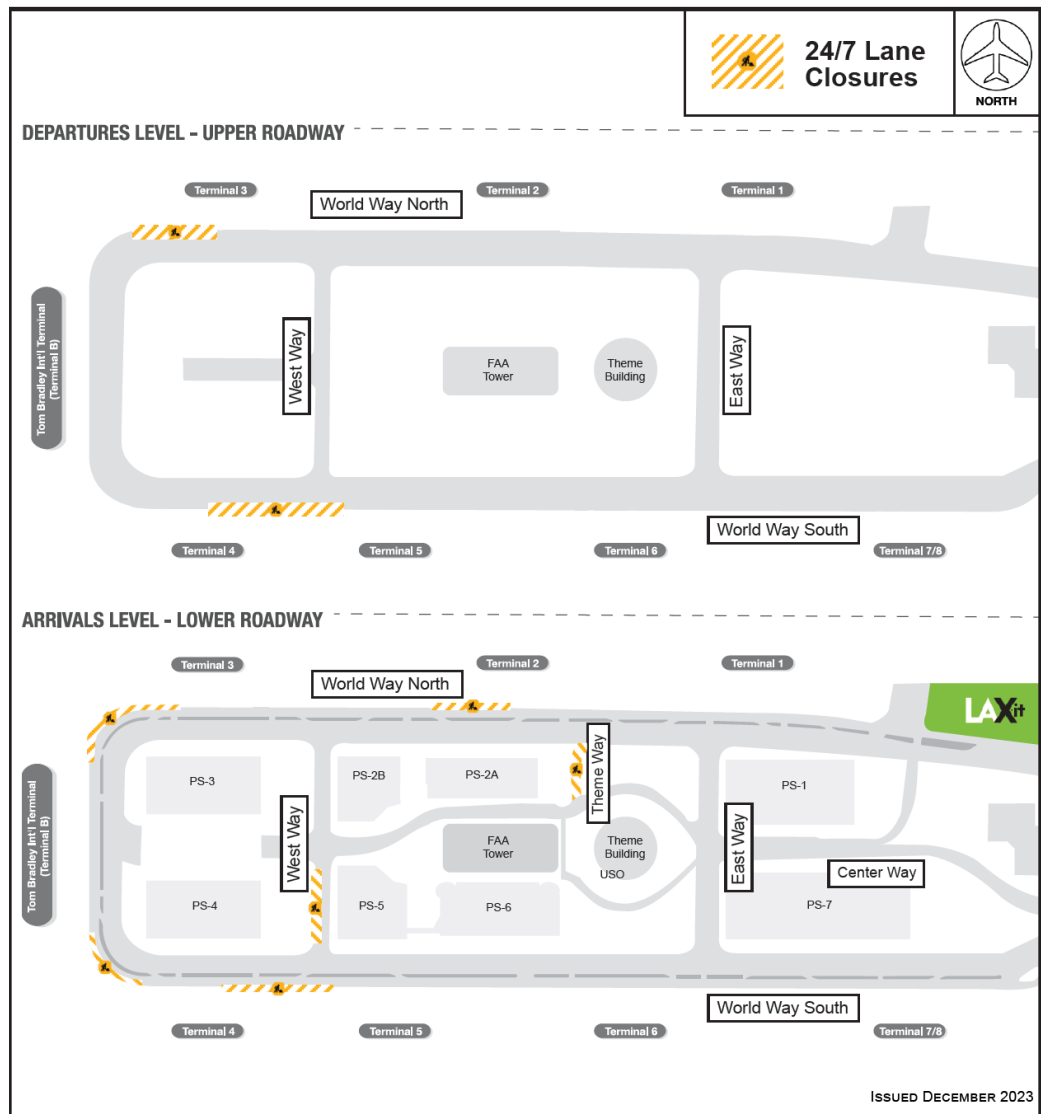 24/7 Lane
Closures
NORTH
DEPARTURES LEVEL - UPPER ROADWAY
Terminal 3
Terminal 2
Terminal 1
World Way North
Tom Bradley Int'l Terminal
(Terminal B)
West Way
FAA
Tower
Theme
Building
East Way
World Way South
Terminal 4
Terminal 5
Terminal 6
Terminal 7/8
ARRIVALS LEVEL - LOWER ROADWAY
Terminal 3
Terminal 2
Terminal 1
World Way North
LAXit
Theme Way
PS-3
PS-2B
PS-2A
PS-1
Tom Bradley Int'l Terminal
(Terminal B)
West Way
FAA
Tower
Theme
Building
USO
East Way
Center Way
PS-4
PS-5
PS-6
PS-7
World Way South
Terminal 4
Terminal 5
Terminal 6
Terminal 7/8
ISSUED DECEMBER 2023